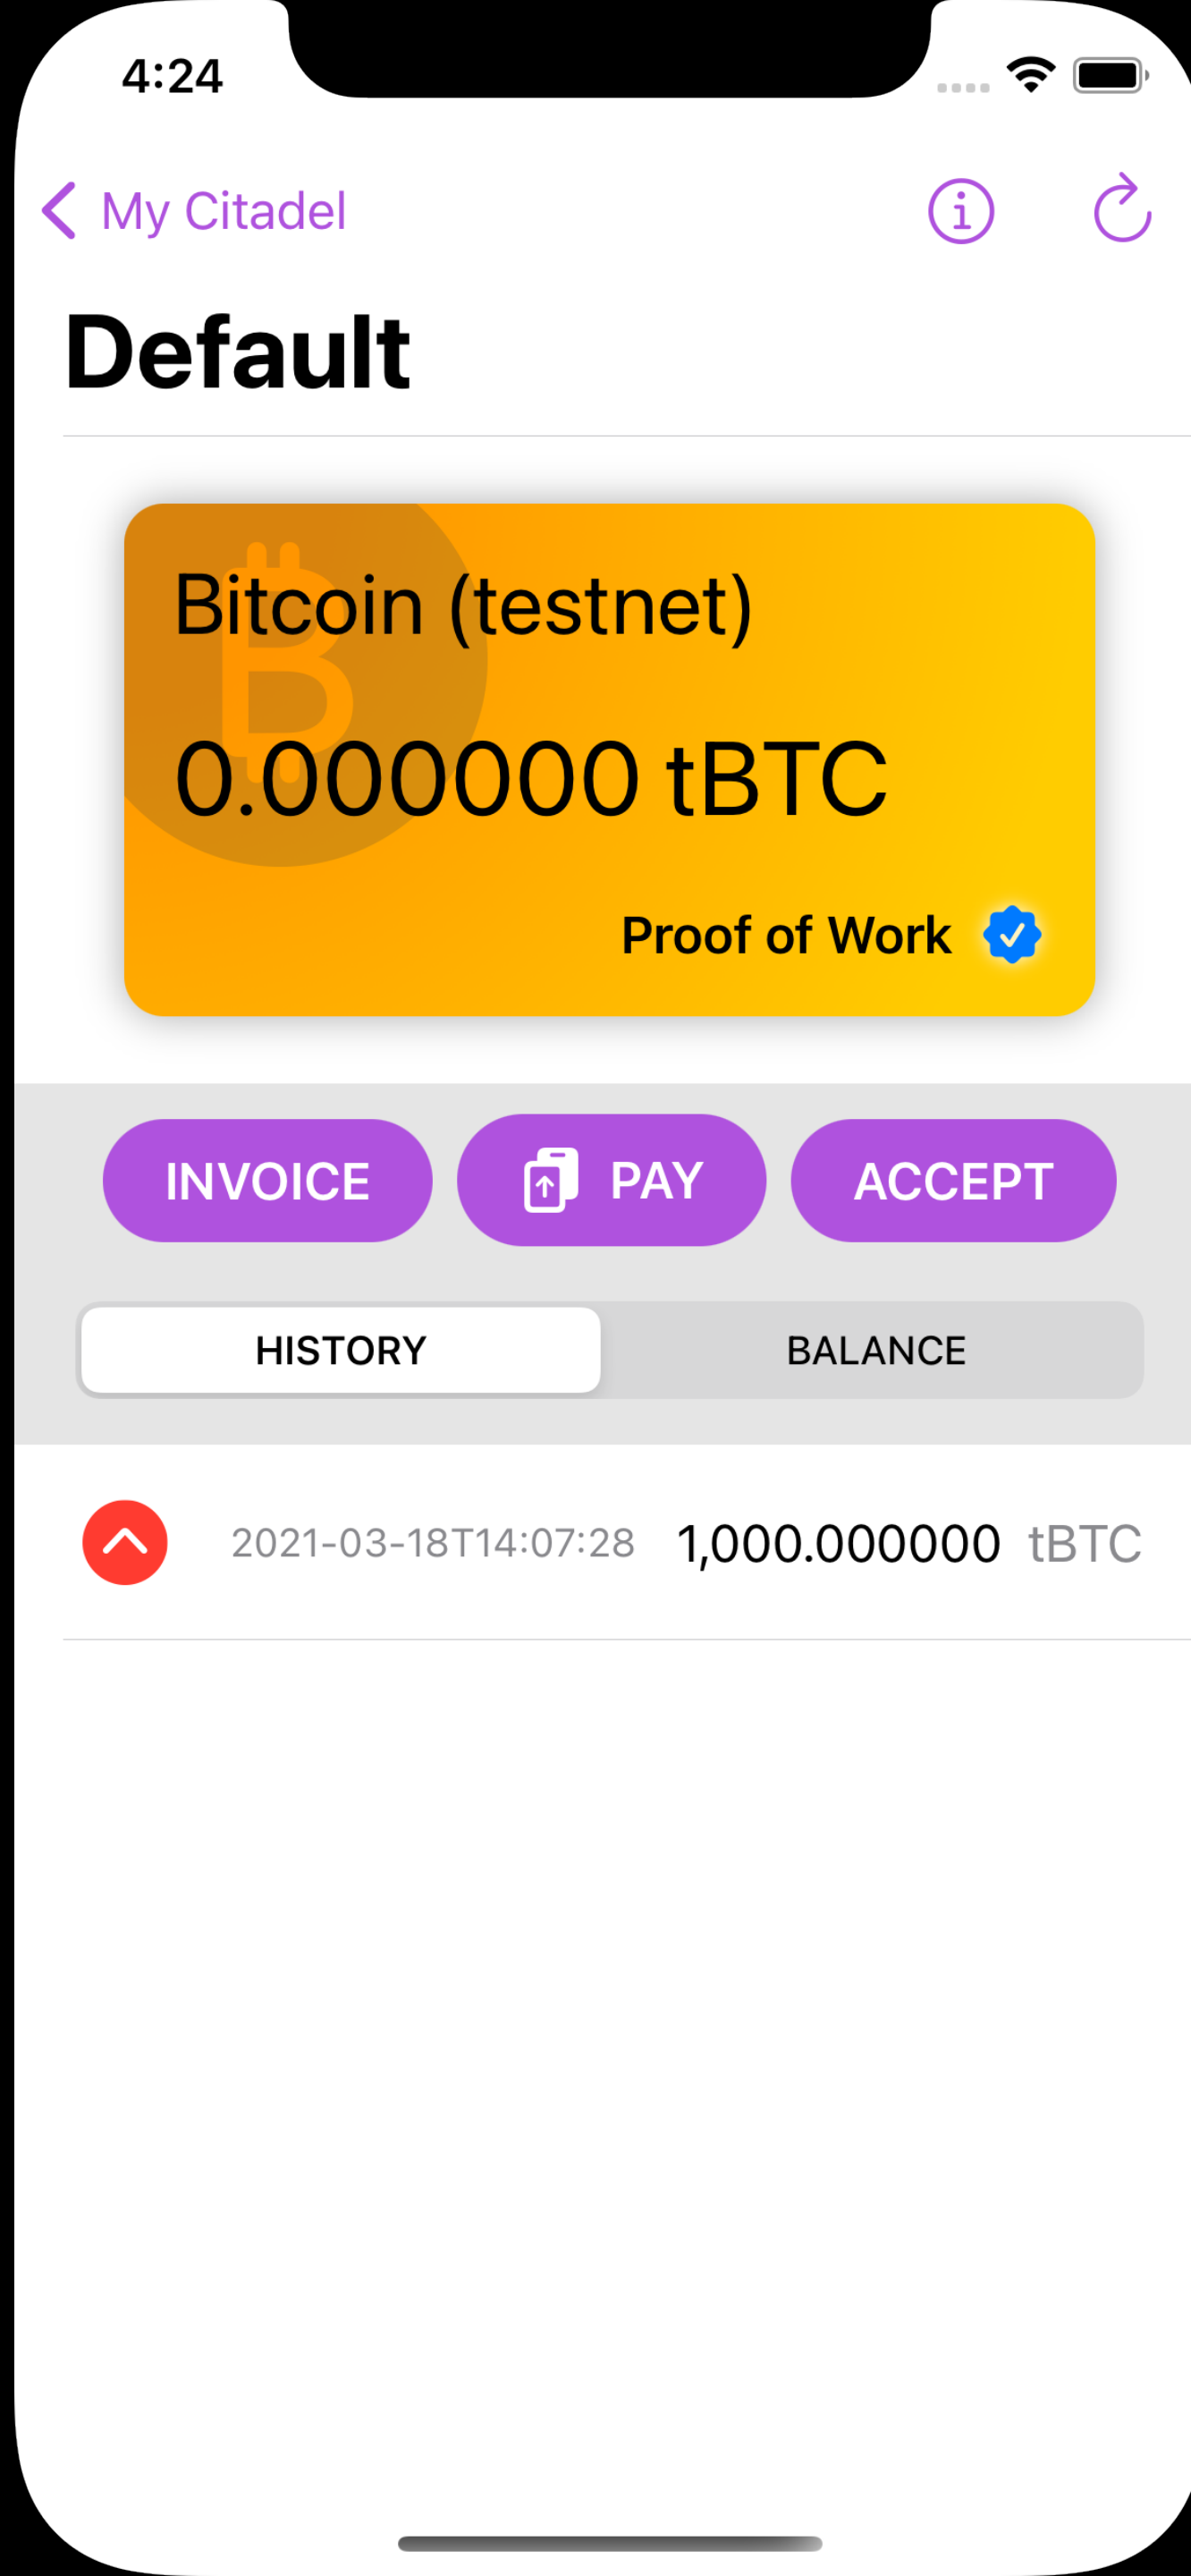 4:24
My Citadel
Default
Bitcoin (testnet)
0.000000 tBTC
Proof of Work
INVOICE PAY ACCEPT
HISTORY BALANCE
2021-03-18T14:07:28 1,000.000000 tBTC